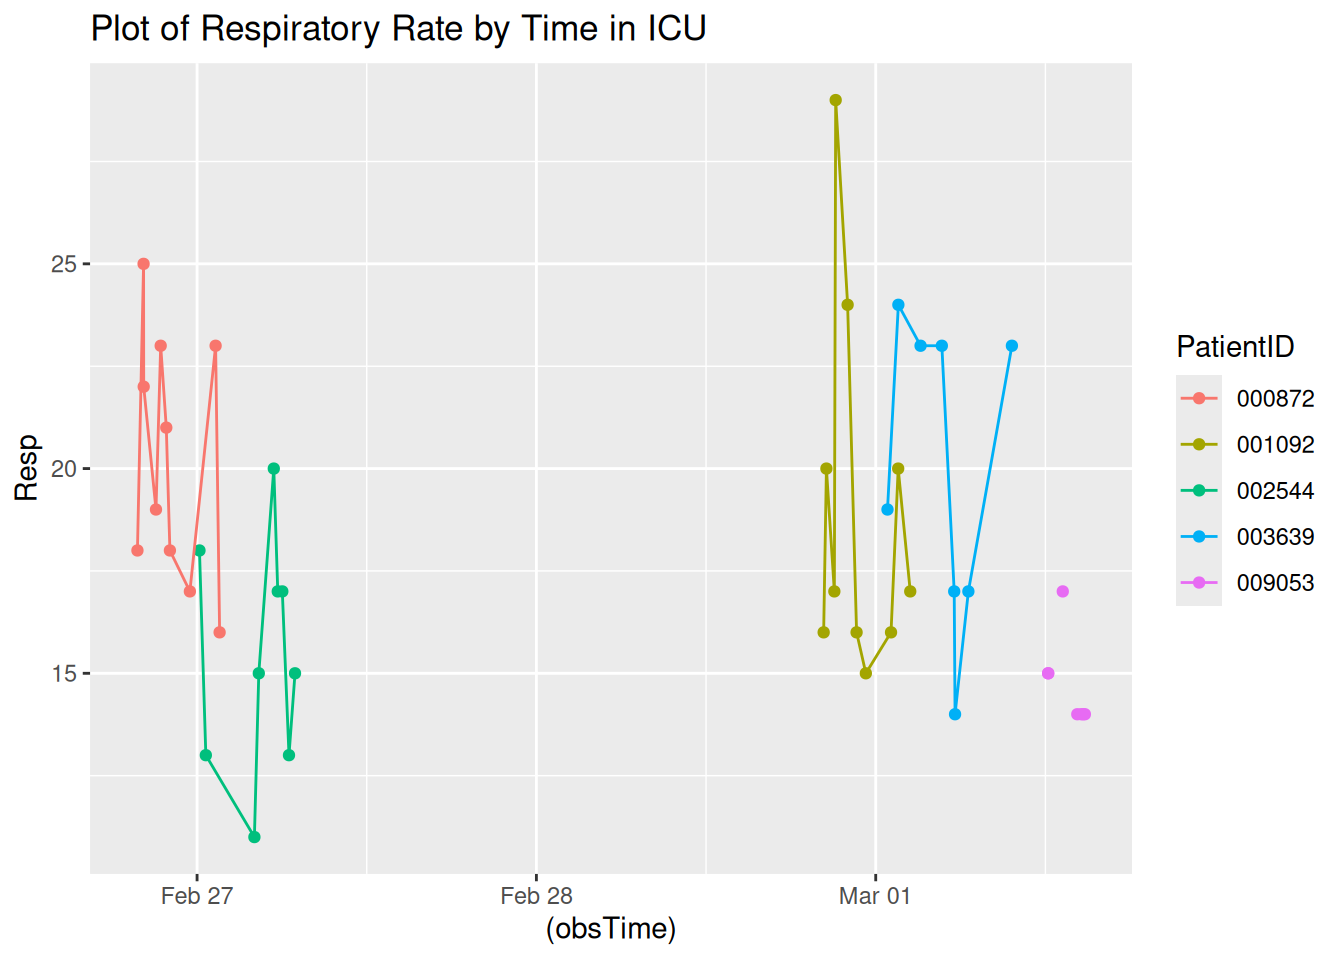 Plot of Respiratory Rate by Time in ICU
25
20
15
Resp
Feb 27
Feb 28
Mar 01
(obsTime)
PatientID
000872
001092
002544
003639
009053